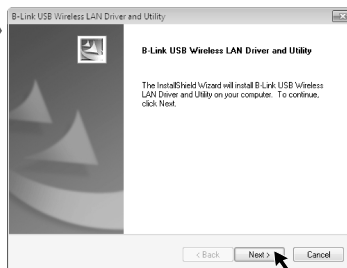 B-Link USB Wireless LAN Driver and Utility
B-Link USB Wireless LAN Driver and Utility
The InstallShield Wizard will install B-Link USB Wireless
LAN Driver and Utility on your computer. To continue,
click Next.
< Back
Next >
Cancel